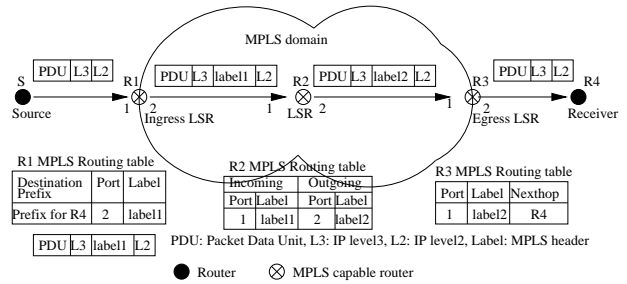 MPLS domain
S
PDU L3 L2
R1
PDU L3 label1 L2
R2
PDU L3 label2 L2
R3
PDU L3 L2
R4
Source
1 2
Ingress LSR
1
LSR 2
1
2
Egress LSR
Receiver
R1 MPLS Routing table
Destination Prefix Port Label
Prefix for R4 2 label1
R2 MPLS Routing table
Incoming Outgoing
Port Label Port Label
1 label1 2 label2
R3 MPLS Routing table
Port Label Nexthop
1 label2 R4
PDU L3 label1 L2
PDU: Packet Data Unit, L3: IP level3, L2: IP level2, Label: MPLS header
Router
MPLS capable router